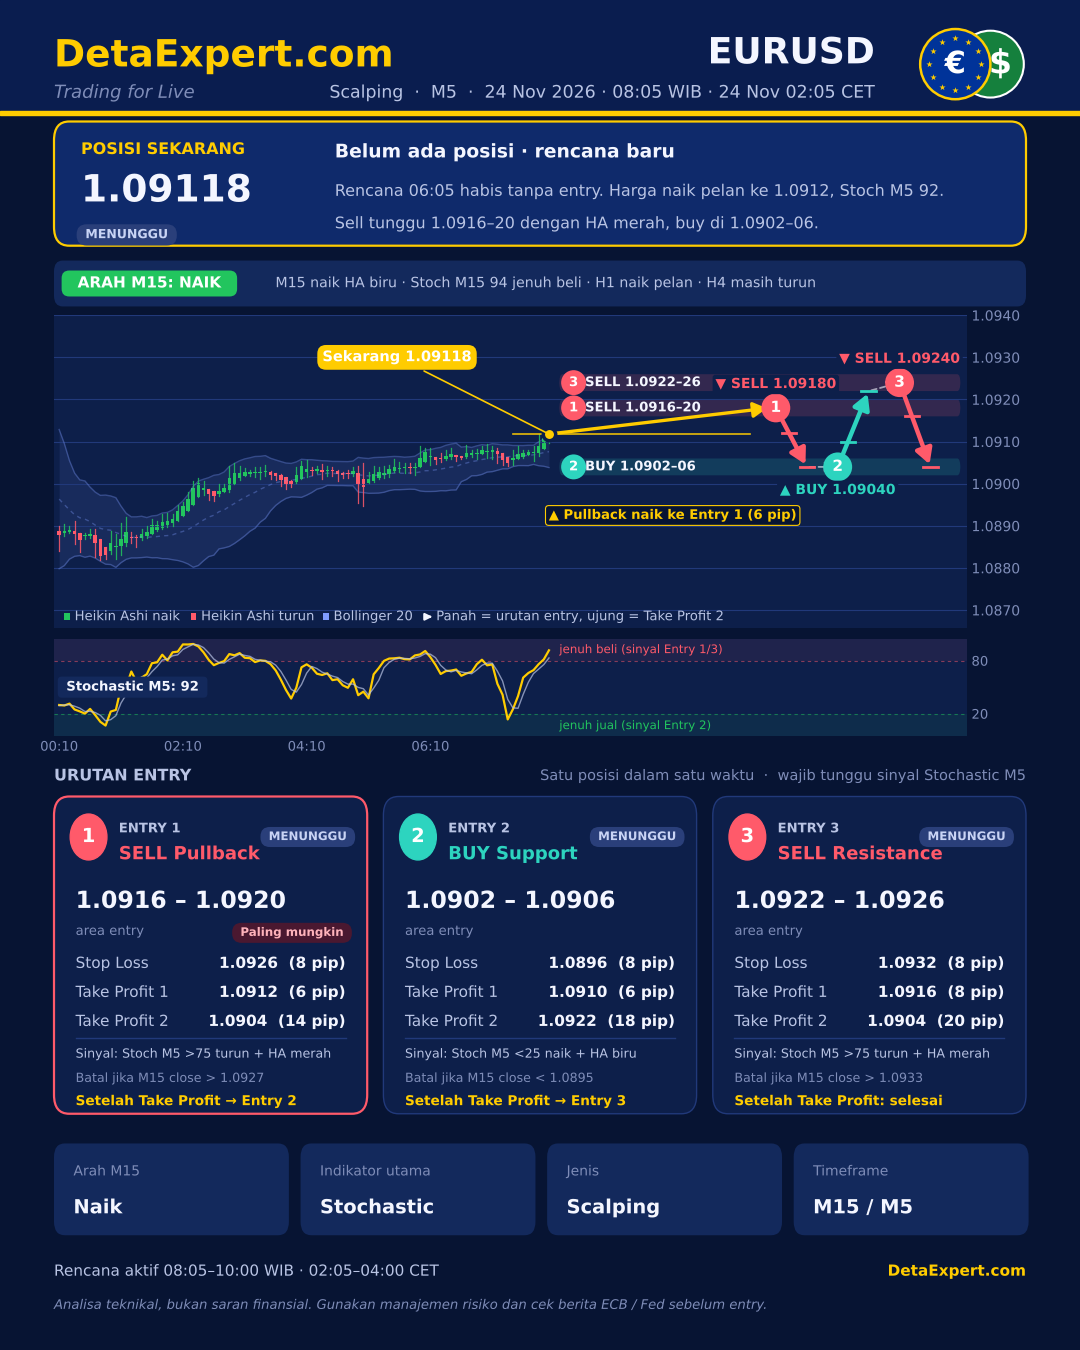 DetaExpert.com
EURUSD
€ $
Trading for Live
Scalping · M5 · 24 Nov 2026 · 08:05 WIB · 24 Nov 02:05 CET
POSISI SEKARANG
1.09118
MENUNGGU
Belum ada posisi · rencana baru
Rencana 06:05 habis tanpa entry. Harga naik pelan ke 1.0912, Stoch M5 92.
Sell tunggu 1.0916–20 dengan HA merah, buy di 1.0902–06.
ARAH M15: NAIK
M15 naik HA biru · Stoch M15 94 jenuh beli · H1 naik pelan · H4 masih turun
1.0940
1.0930
1.0920
1.0910
1.0900
1.0890
1.0880
1.0870
Sekarang 1.09118
▼ SELL 1.09240
3 SELL 1.0922–26
▼ SELL 1.09180
3
1 SELL 1.0916–20
1
2 BUY 1.0902–06
2
▲ BUY 1.09040
▲ Pullback naik ke Entry 1 (6 pip)
Heikin Ashi naik
Heikin Ashi turun
Bollinger 20
Panah = urutan entry, ujung = Take Profit 2
jenuh beli (sinyal Entry 1/3)
80
Stochastic M5: 92
20
jenuh jual (sinyal Entry 2)
00:10 02:10 04:10 06:10
URUTAN ENTRY
Satu posisi dalam satu waktu · wajib tunggu sinyal Stochastic M5
1
ENTRY 1
MENUNGGU
SELL Pullback
1.0916 – 1.0920
area entry
Paling mungkin
Stop Loss 1.0926 (8 pip)
Take Profit 1 1.0912 (6 pip)
Take Profit 2 1.0904 (14 pip)
Sinyal: Stoch M5 >75 turun + HA merah
Batal jika M15 close > 1.0927
Setelah Take Profit → Entry 2
2
ENTRY 2
MENUNGGU
BUY Support
1.0902 – 1.0906
area entry
Stop Loss 1.0896 (8 pip)
Take Profit 1 1.0910 (6 pip)
Take Profit 2 1.0922 (18 pip)
Sinyal: Stoch M5 <25 naik + HA biru
Batal jika M15 close < 1.0895
Setelah Take Profit → Entry 3
3
ENTRY 3
MENUNGGU
SELL Resistance
1.0922 – 1.0926
area entry
Stop Loss 1.0932 (8 pip)
Take Profit 1 1.0916 (8 pip)
Take Profit 2 1.0904 (20 pip)
Sinyal: Stoch M5 >75 turun + HA merah
Batal jika M15 close > 1.0933
Setelah Take Profit: selesai
Arah M15
Naik
Indikator utama
Stochastic
Jenis
Scalping
Timeframe
M15 / M5
Rencana aktif 08:05–10:00 WIB · 02:05–04:00 CET
DetaExpert.com
Analisa teknikal, bukan saran finansial. Gunakan manajemen risiko dan cek berita ECB / Fed sebelum entry.